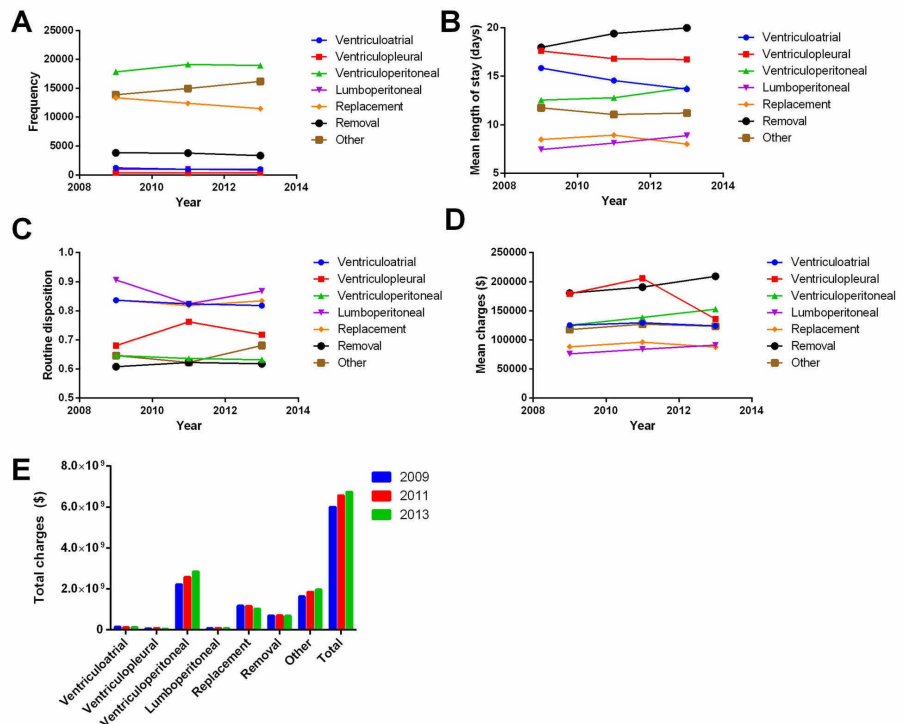 A
Frequency
25000
20000
15000
10000
5000
0
2008
2010
2012
2014
Year
Ventriculoatrial
Ventriculopleural
Ventriculoperitoneal
Lumboperitoneal
Replacement
Removal
Other
B
Mean length of stay (days)
20
15
10
5
2008
2010
2012
2014
Year
Ventriculoatrial
Ventriculopleural
Ventriculoperitoneal
Lumboperitoneal
Replacement
Removal
Other
C
Routine disposition
1.0
0.9
0.8
0.7
0.6
0.5
2008
2010
2012
2014
Year
Ventriculoatrial
Ventriculopleural
Ventriculoperitoneal
Lumboperitoneal
Replacement
Removal
Other
D
Mean charges ($)
250000
200000
150000
100000
50000
0
2008
2010
2012
2014
Year
Ventriculoatrial
Ventriculopleural
Ventriculoperitoneal
Lumboperitoneal
Replacement
Removal
Other
E
Total charges ($)
8.0×10⁹
6.0×10⁹
4.0×10⁹
2.0×10⁹
0
Ventriculoatrial
Ventriculopleural
Ventriculoperitoneal
Lumboperitoneal
Replacement
Removal
Other
Total
2009
2011
2013